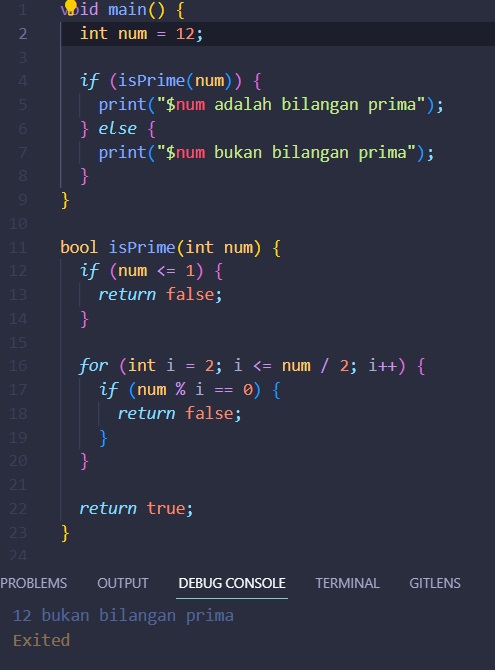 1 void main() {
2 int num = 12;
3
4 if (isPrime(num)) {
5 print("$num adalah bilangan prima");
6 } else {
7 print("$num bukan bilangan prima");
8 }
9 }
10
11 bool isPrime(int num) {
12 if (num <= 1) {
13 return false;
14 }
15
16 for (int i = 2; i <= num / 2; i++) {
17 if (num % i == 0) {
18 return false;
19 }
20 }
21
22 return true;
23 }
24
PROBLEMS OUTPUT DEBUG CONSOLE TERMINAL GITLENS
12 bukan bilangan prima
Exited